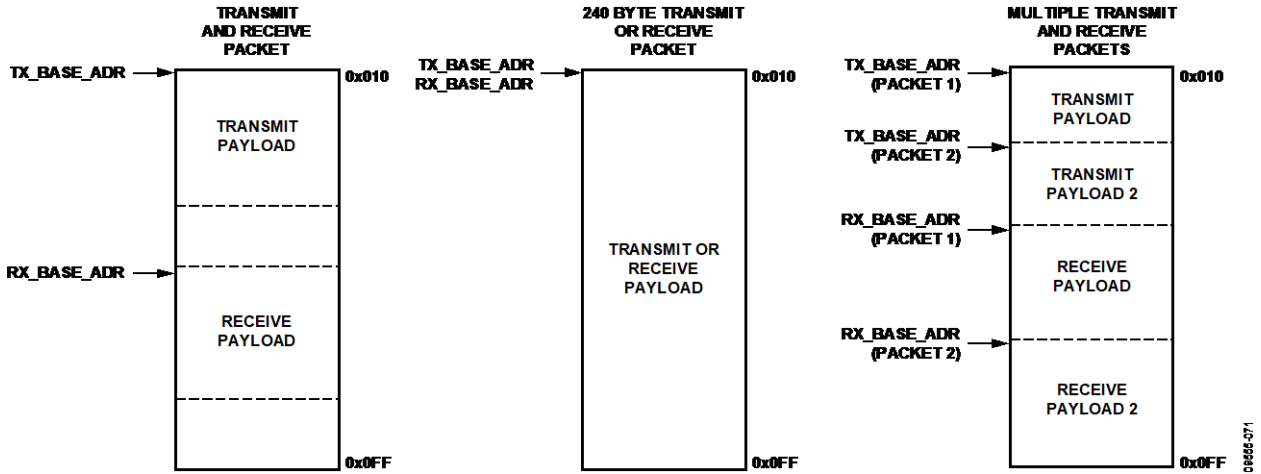 TRANSMIT
AND RECEIVE
PACKET
TX_BASE_ADR
0x010
TRANSMIT
PAYLOAD
RX_BASE_ADR
RECEIVE
PAYLOAD
0x0FF
240 BYTE TRANSMIT
OR RECEIVE
PACKET
TX_BASE_ADR
RX_BASE_ADR
0x010
TRANSMIT OR
RECEIVE
PAYLOAD
0x0FF
MULTIPLE TRANSMIT
AND RECEIVE
PACKETS
TX_BASE_ADR
(PACKET 1)
0x010
TRANSMIT
PAYLOAD
TX_BASE_ADR
(PACKET 2)
TRANSMIT
PAYLOAD 2
RX_BASE_ADR
(PACKET 1)
RECEIVE
PAYLOAD
RX_BASE_ADR
(PACKET 2)
RECEIVE
PAYLOAD 2
0x0FF